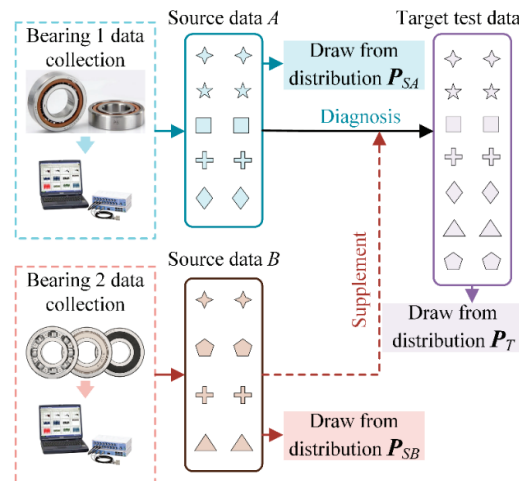 Source data A
Target test data
Bearing 1 data
collection
Draw from
distribution P_SA
Diagnosis
Supplement
Source data B
Bearing 2 data
collection
Draw from
distribution P_T
Draw from
distribution P_SB